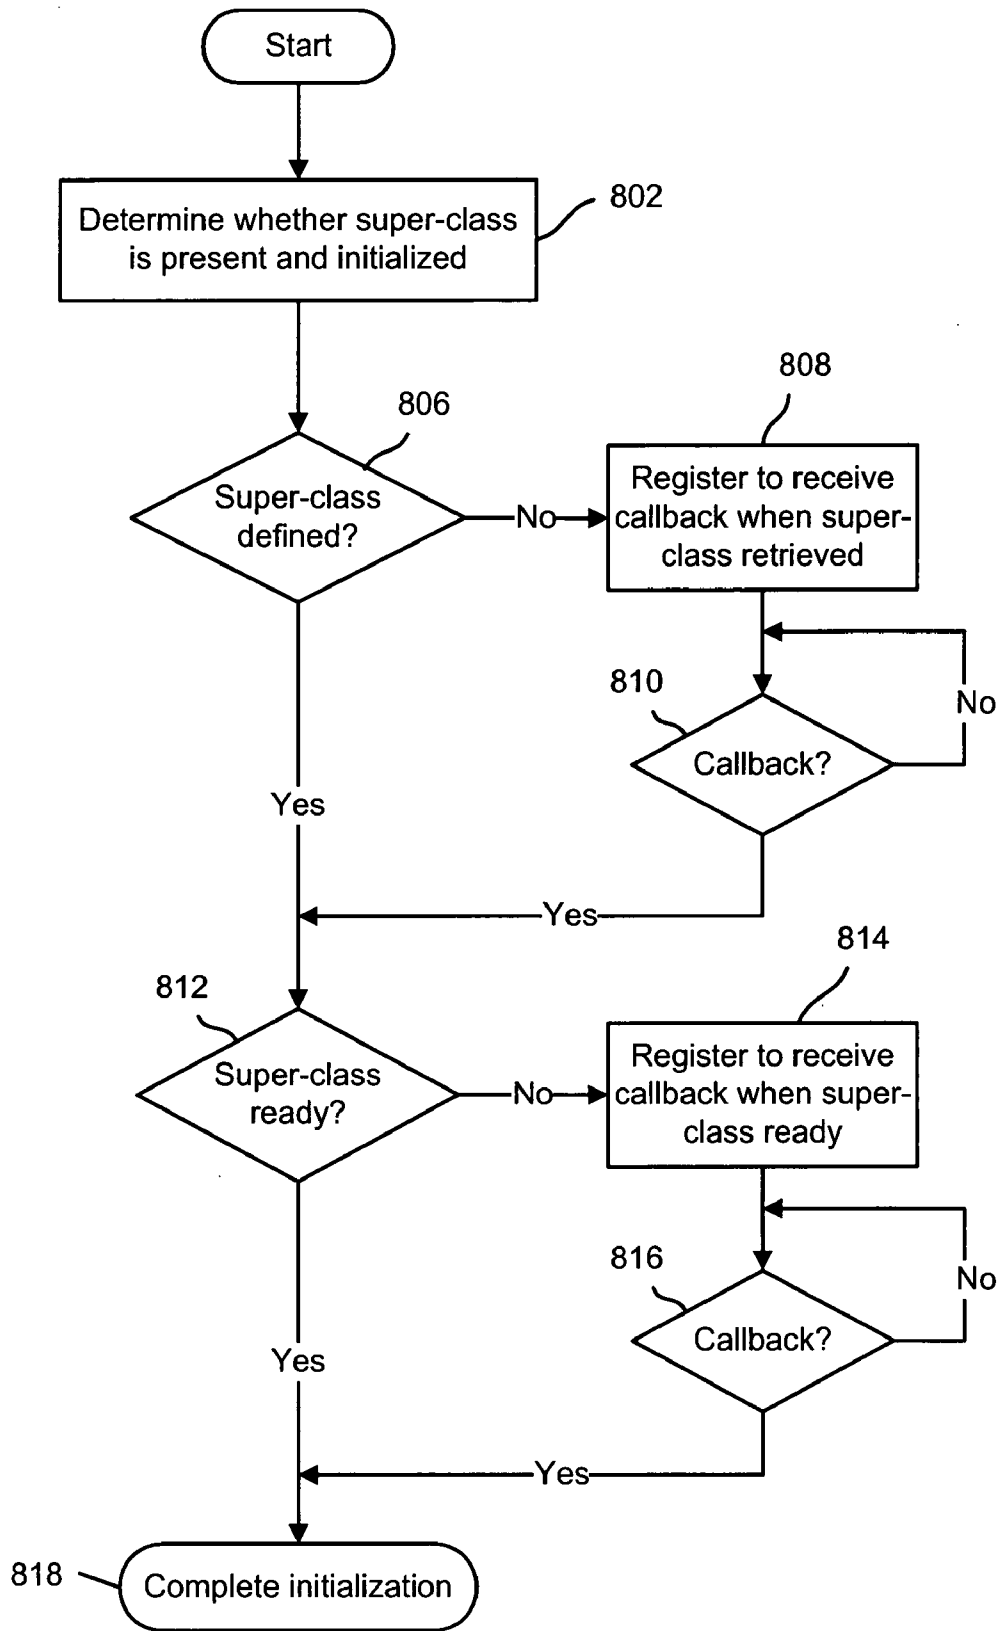 Start
Determine whether super-class
is present and initialized
802
806
Super-class
defined?
No
808
Register to receive
callback when super-
class retrieved
810
Callback?
No
Yes
Yes
812
Super-class
ready?
No
814
Register to receive
callback when super-
class ready
816
Callback?
No
Yes
Yes
818
Complete initialization